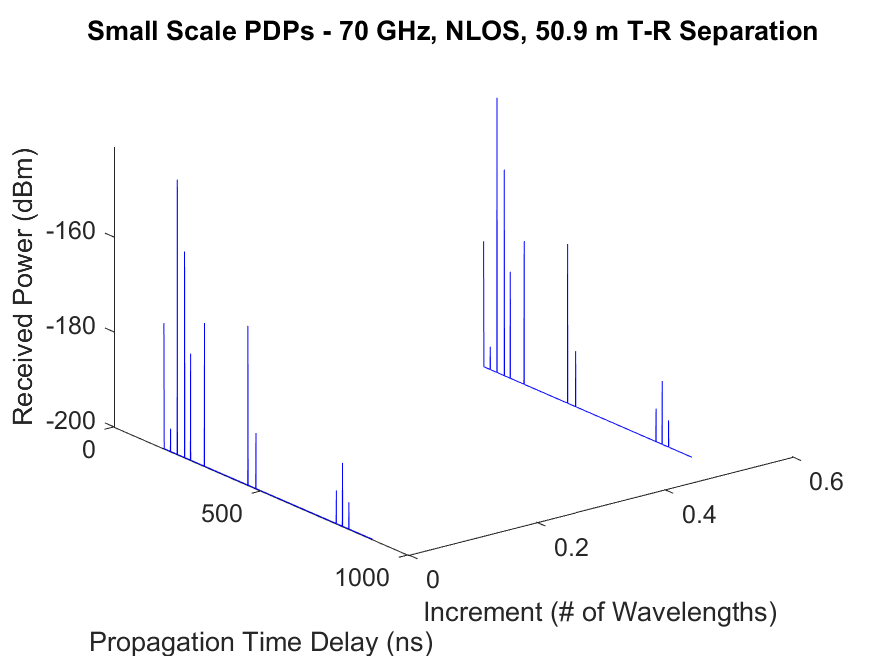 Small Scale PDPs - 70 GHz, NLOS, 50.9 m T-R Separation
Received Power (dBm)
-160
-180
-200
0
500
1000
0
0.2
0.4
0.6
Increment (# of Wavelengths)
Propagation Time Delay (ns)